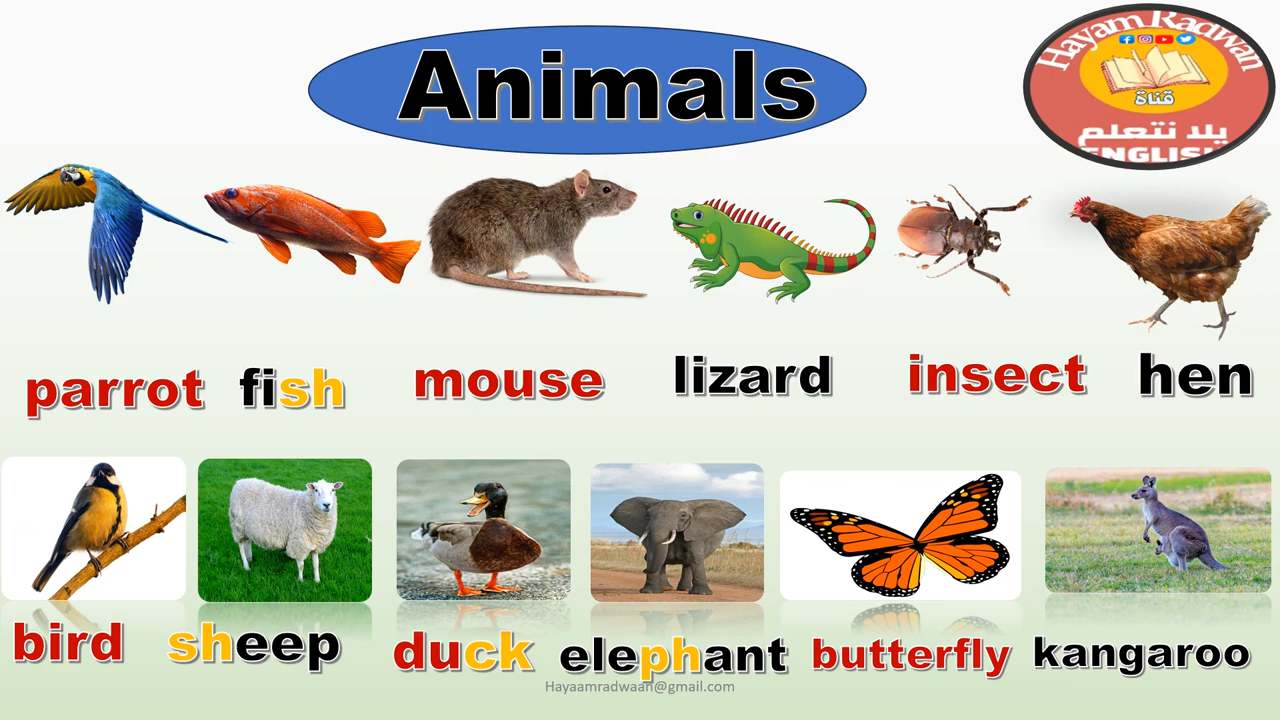 Animals
Hayam Radwan
قناة
يلا نتعلم
ENGLISH
parrot fish mouse lizard insect hen
bird sheep duck elephant butterfly kangaroo
Hayaamradwaan@gmail.com